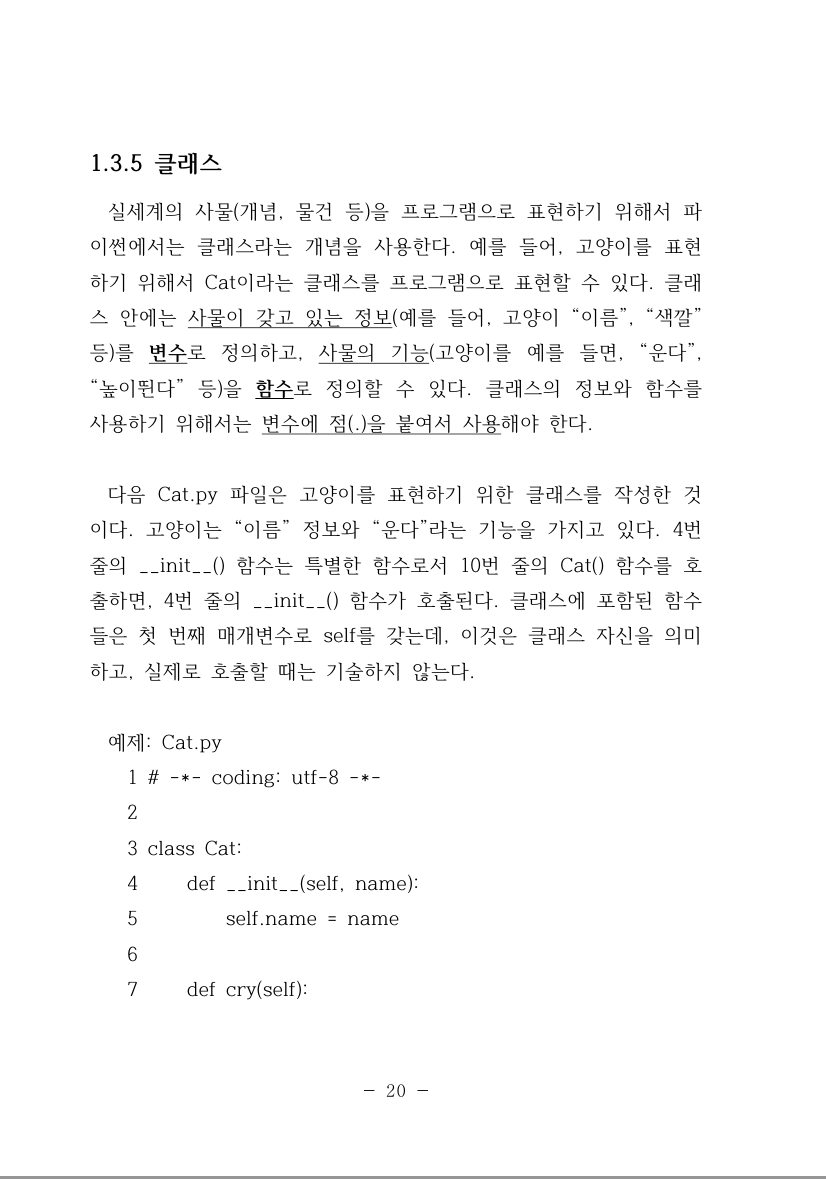 1.3.5 클래스
실세계의 사물(개념, 물건 등)을 프로그램으로 표현하기 위해서 파
이썬에서는 클래스라는 개념을 사용한다. 예를 들어, 고양이를 표현
하기 위해서 Cat이라는 클래스를 프로그램으로 표현할 수 있다. 클래
스 안에는 사물이 갖고 있는 정보(예를 들어, 고양이 “이름”, “색깔”
등)를 변수로 정의하고, 사물의 기능(고양이를 예를 들면, “운다”,
“높이뛴다” 등)을 함수로 정의할 수 있다. 클래스의 정보와 함수를
사용하기 위해서는 변수에 점(.)을 붙여서 사용해야 한다.
다음 Cat.py 파일은 고양이를 표현하기 위한 클래스를 작성한 것
이다. 고양이는 “이름” 정보와 “운다”라는 기능을 가지고 있다. 4번
줄의 __init__() 함수는 특별한 함수로서 10번 줄의 Cat() 함수를 호
출하면, 4번 줄의 __init__() 함수가 호출된다. 클래스에 포함된 함수
들은 첫 번째 매개변수로 self를 갖는데, 이것은 클래스 자신을 의미
하고, 실제로 호출할 때는 기술하지 않는다.
예제: Cat.py
1 # -*- coding: utf-8 -*-
2
3 class Cat:
4     def __init__(self, name):
5         self.name = name
6
7     def cry(self):
- 20 -